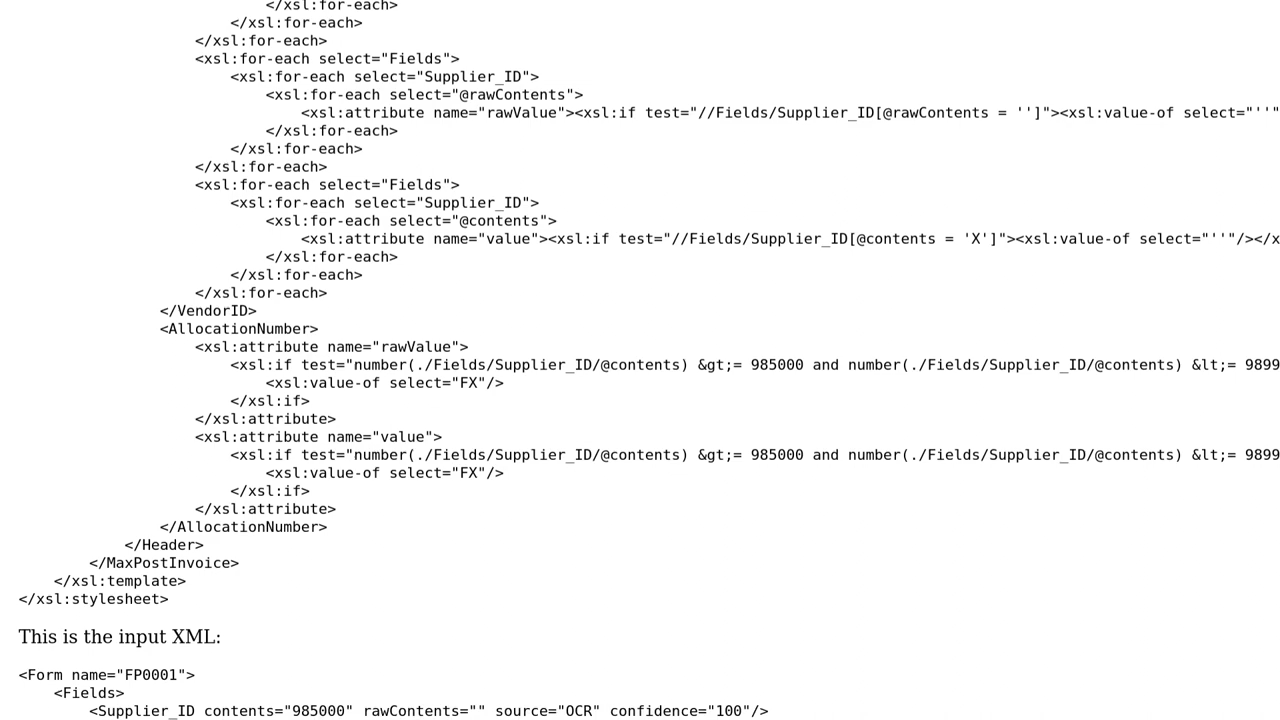 </xsl:for-each>
</xsl:for-each>
</xsl:for-each>
<xsl:for-each select="Fields">
<xsl:for-each select="Supplier_ID">
<xsl:for-each select="@rawContents">
<xsl:attribute name="rawValue"><xsl:if test="//Fields/Supplier_ID[@rawContents = '']"><xsl:value-of select="''"
</xsl:for-each>
</xsl:for-each>
</xsl:for-each>
<xsl:for-each select="Fields">
<xsl:for-each select="Supplier_ID">
<xsl:for-each select="@contents">
<xsl:attribute name="value"><xsl:if test="//Fields/Supplier_ID[@contents = 'X']"><xsl:value-of select="''"/></x
</xsl:for-each>
</xsl:for-each>
</xsl:for-each>
</VendorID>
<AllocationNumber>
<xsl:attribute name="rawValue">
<xsl:if test="number(./Fields/Supplier_ID/@contents) &gt;= 985000 and number(./Fields/Supplier_ID/@contents) &lt;= 9899
<xsl:value-of select="FX"/>
</xsl:if>
</xsl:attribute>
<xsl:attribute name="value">
<xsl:if test="number(./Fields/Supplier_ID/@contents) &gt;= 985000 and number(./Fields/Supplier_ID/@contents) &lt;= 9899
<xsl:value-of select="FX"/>
</xsl:if>
</xsl:attribute>
</AllocationNumber>
</Header>
</MaxPostInvoice>
</xsl:template>
</xsl:stylesheet>
This is the input XML:
<Form name="FP0001">
<Fields>
<Supplier_ID contents="985000" rawContents="" source="OCR" confidence="100"/>